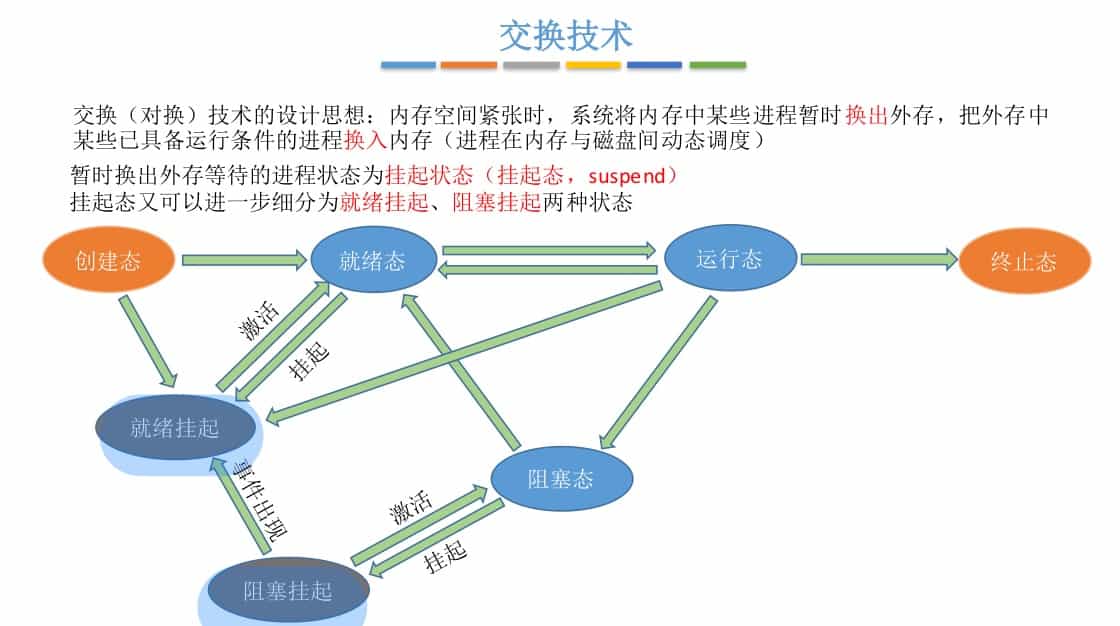 交换技术
交换（对换）技术的设计思想：内存空间紧张时，系统将内存中某些进程暂时换出外存，把外存中
某些已具备运行条件的进程换入内存（进程在内存与磁盘间动态调度）
暂时换出外存等待的进程状态为挂起状态（挂起态，suspend）
挂起态又可以进一步细分为就绪挂起、阻塞挂起两种状态
创建态
就绪态
运行态
终止态
激活
挂起
就绪挂起
事件出现
阻塞态
激活
挂起
阻塞挂起